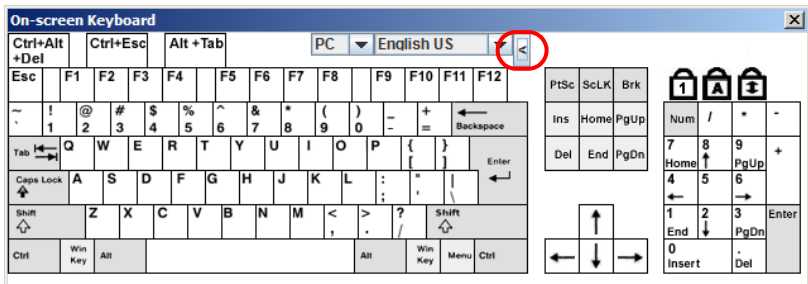 On-screen Keyboard
Ctrl+Alt +Del Ctrl+Esc Alt +Tab PC English US <
Esc F1 F2 F3 F4 F5 F6 F7 F8 F9 F10 F11 F12 PtSc ScLK Brk 1 A
~ ! @ # $ % ^ & * ( ) _ +
` 1 2 3 4 5 6 7 8 9 0 - = Backspace Ins Home PgUp Num / * -
Tab Q W E R T Y U I O P { }
[ ] Enter Del End PgDn 7 Home 8 9 PgUp +
Caps Lock A S D F G H J K L : " |
; ' \ 4 5 6
Shift Z X C V B N M < > ? Shift
, . / 1 End 2 3 PgDn Enter
Ctrl Win Key Alt Alt Win Key Menu Ctrl 0 Insert . Del